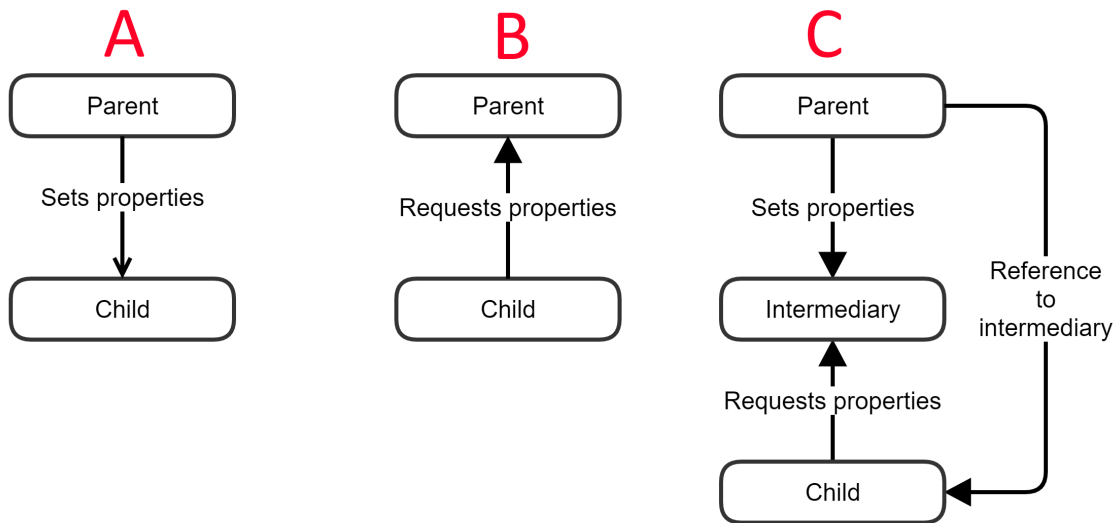 A
Parent
Sets properties
Child
B
Parent
Requests properties
Child
C
Parent
Sets properties
Intermediary
Requests properties
Child
Reference
to
intermediary